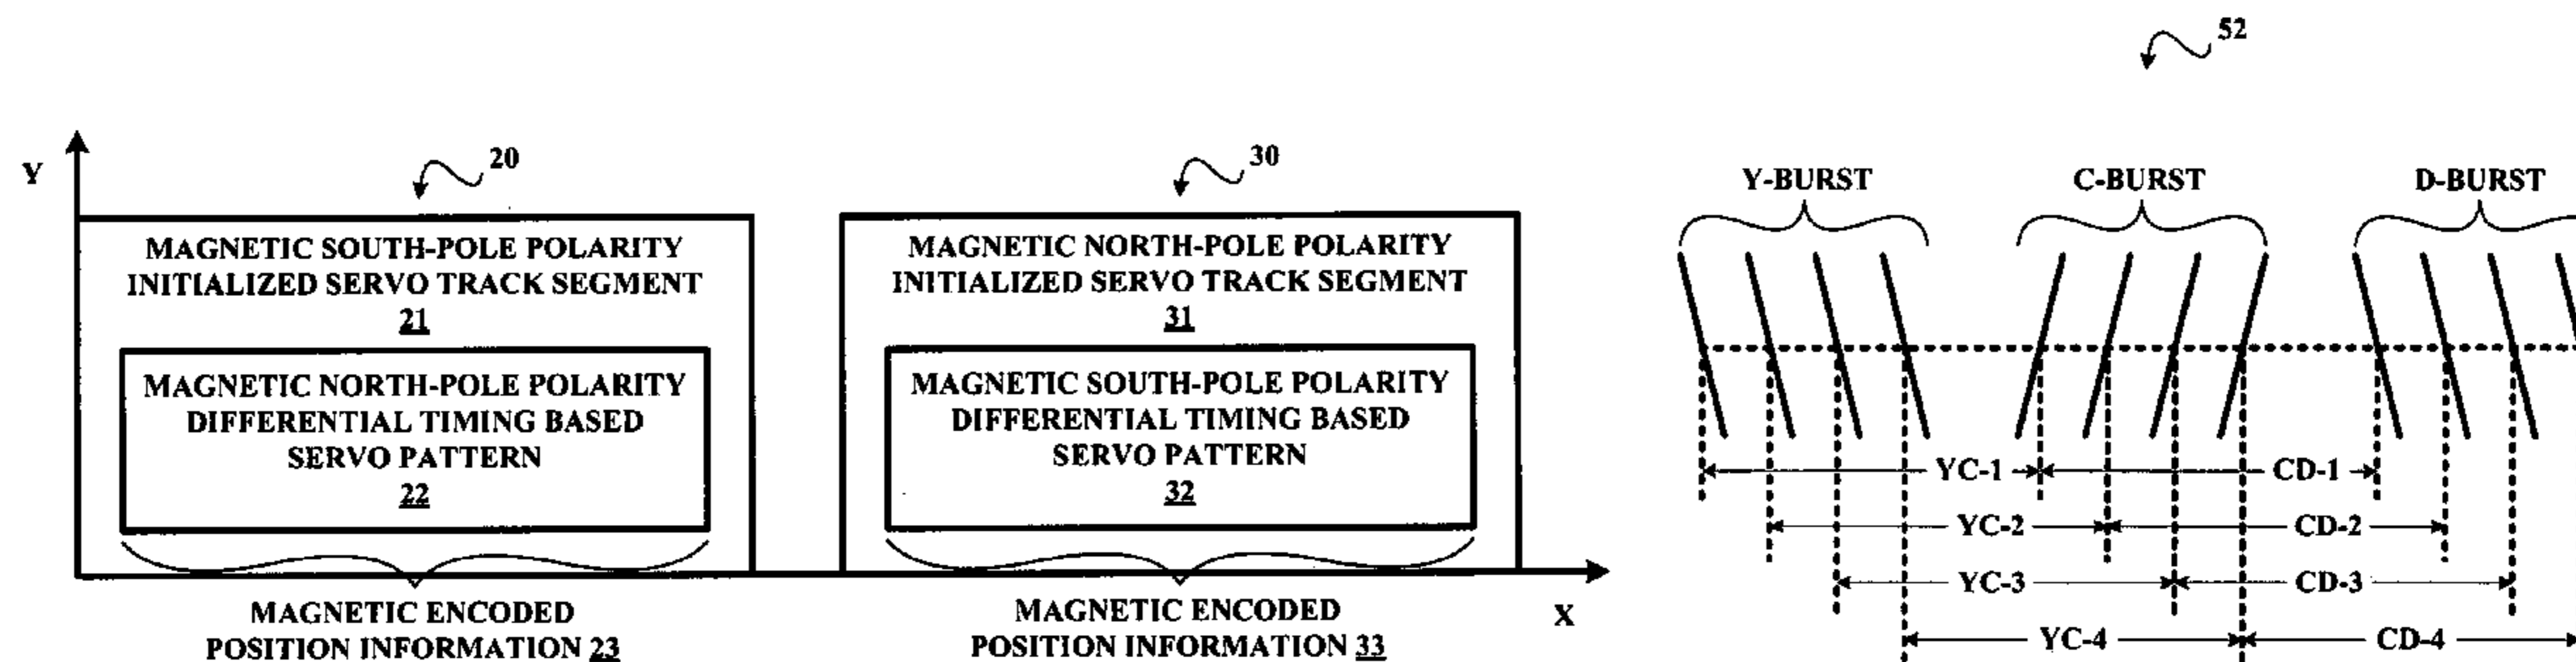 52
Y
20
30
MAGNETIC SOUTH-POLE POLARITY
INITIALIZED SERVO TRACK SEGMENT
21
MAGNETIC NORTH-POLE POLARITY
DIFFERENTIAL TIMING BASED
SERVO PATTERN
22
MAGNETIC ENCODED
POSITION INFORMATION 23
MAGNETIC NORTH-POLE POLARITY
INITIALIZED SERVO TRACK SEGMENT
31
MAGNETIC SOUTH-POLE POLARITY
DIFFERENTIAL TIMING BASED
SERVO PATTERN
32
MAGNETIC ENCODED
POSITION INFORMATION 33
X
Y-BURST
C-BURST
D-BURST
YC-1
CD-1
YC-2
CD-2
YC-3
CD-3
YC-4
CD-4